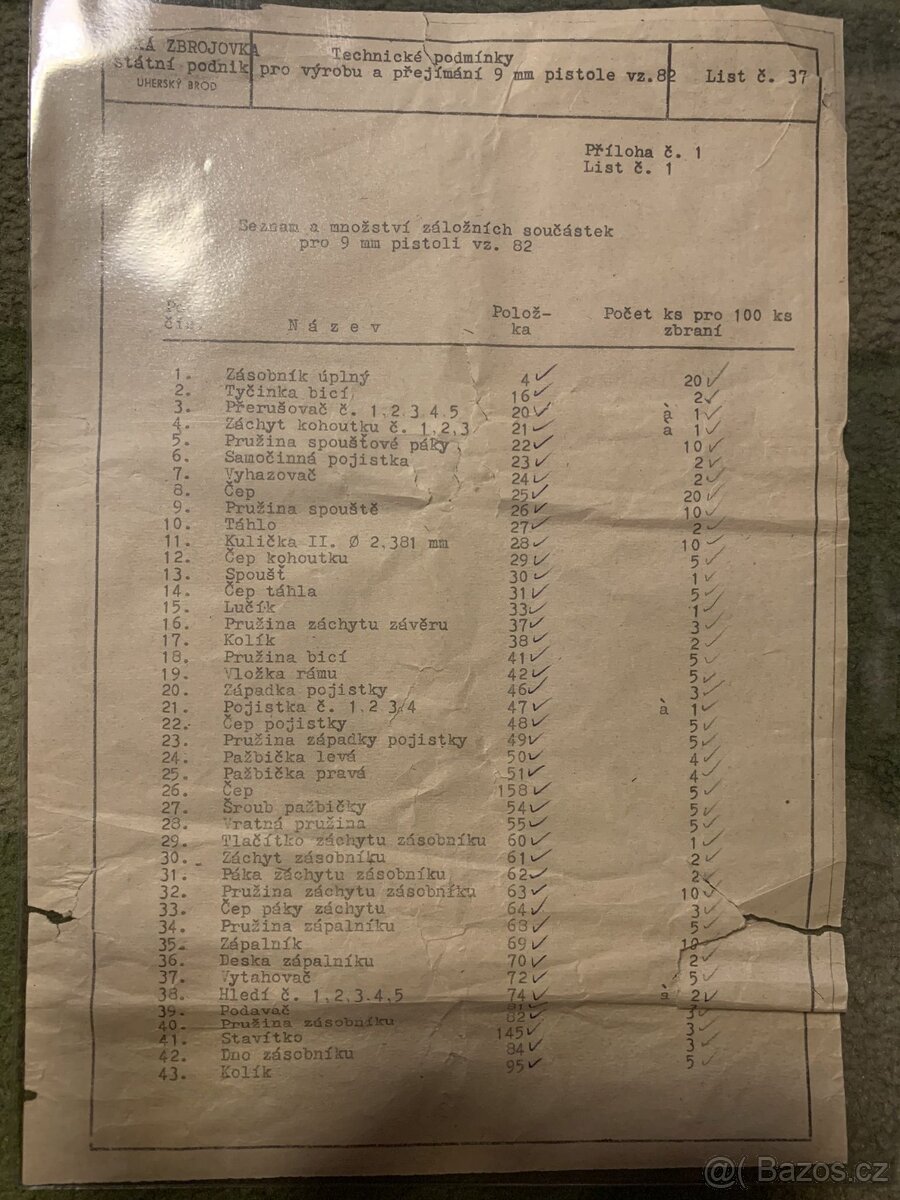 KÁ ZBROJOVKA
státní podnik
UHERSKÝ BROD
Technické podmínky
pro výrobu a přejímání 9 mm pistole vz.82
List č. 37
Příloha č. 1
List č. 1
Seznam a množství záložních součástek
pro 9 mm pistoli vz. 82
P. čís. Název Polož-ka Počet ks pro 100 ks zbraní
1. Zásobník úplný 4 20
2. Tyčinka bicí 16 2
3. Přerušovač č. 1,2,3,4,5 20 à 1
4. Záchyt kohoutku č. 1,2,3 21 à 1
5. Pružina spoušťové páky 22 10
6. Samočinná pojistka 23 2
7. Vyhazovač 24 2
8. Čep 25 20
9. Pružina spouště 26 10
10. Táhlo 27 2
11. Kulička II. Ø 2,381 mm 28 10
12. Čep kohoutku 29 5
13. Spoušť 30 1
14. Čep táhla 31 5
15. Lučík 33 1
16. Pružina záchytu závěru 37 3
17. Kolík 38 2
18. Pružina bicí 41 5
19. Vložka rámu 42 5
20. Západka pojistky 46 3
21. Pojistka č. 1,2,3,4 47 à 1
22. Čep pojistky 48 5
23. Pružina západky pojistky 49 5
24. Pažbička levá 50 4
25. Pažbička pravá 51 4
26. Čep 158 5
27. Šroub pažbičky 54 5
28. Vratná pružina 55 5
29. Tlačítko záchytu zásobníku 60 1
30. Záchyt zásobníku 61 2
31. Páka záchytu zásobníku 62 2
32. Pružina záchytu zásobníku 63 10
33. Čep páky záchytu 64 3
34. Pružina zápalníku 68 5
35. Zápalník 69 10
36. Deska zápalníku 70 2
37. Vytahovač 72 5
38. Hledí č. 1,2,3,4,5 74 à 2
39. Podavač 81
40. Pružina zásobníku 82 3
41. Stavítko 145 3
42. Dno zásobníku 84 3
43. Kolík 95 5
@( Bazos.cz